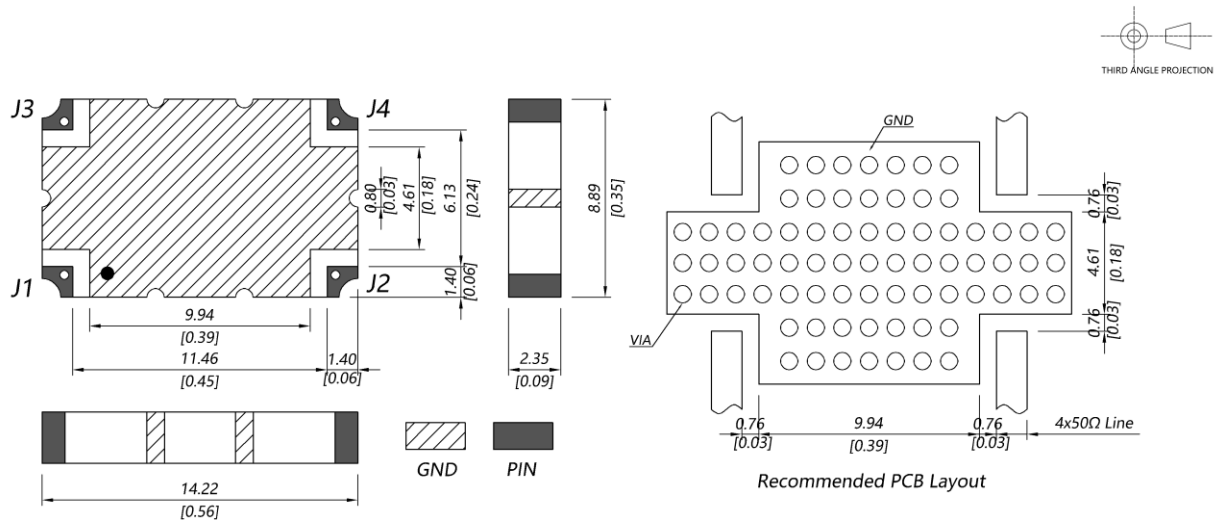 THIRD ANGLE PROJECTION
J3
J4
J1
J2
0.80
[0.03]
4.61
[0.18]
6.13
[0.24]
1.40
[0.06]
9.94
[0.39]
11.46
[0.45]
1.40
[0.06]
8.89
[0.35]
2.35
[0.09]
14.22
[0.56]
GND
PIN
GND
VIA
0.76
[0.03]
4.61
[0.18]
0.76
[0.03]
0.76
[0.03]
9.94
[0.39]
0.76
[0.03]
4x50Ω Line
Recommended PCB Layout